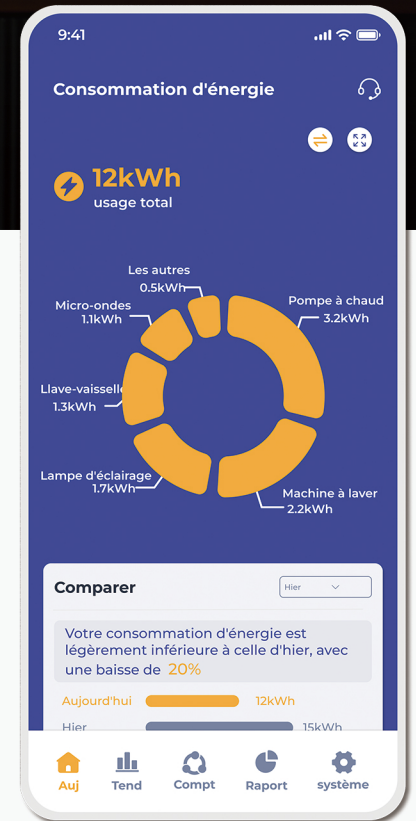 9:41
Consommation d'énergie
12kWh
usage total
Les autres
0.5kWh
Micro-ondes
1.1kWh
Pompe à chaud
3.2kWh
Llave-vaisselle
1.3kWh
Lampe d'éclairage
1.7kWh
Machine à laver
2.2kWh
Comparer
Hier
Votre consommation d'énergie est
légèrement inférieure à celle d'hier, avec
une baisse de 20%
Aujourd'hui 12kWh
Hier 15kWh
Auj Tend Compt Raport système